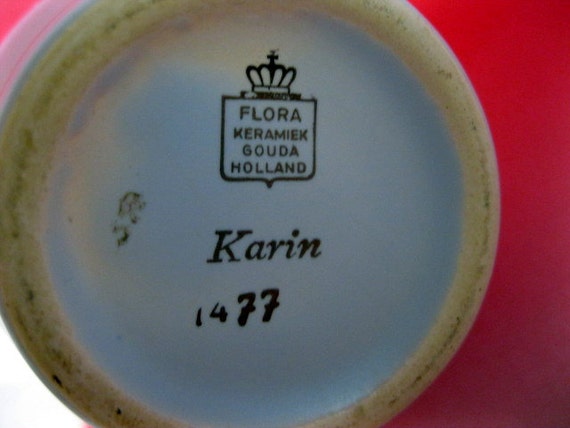 FLORA
KERAMIEK
GOUDA
HOLLAND
Karin
1477